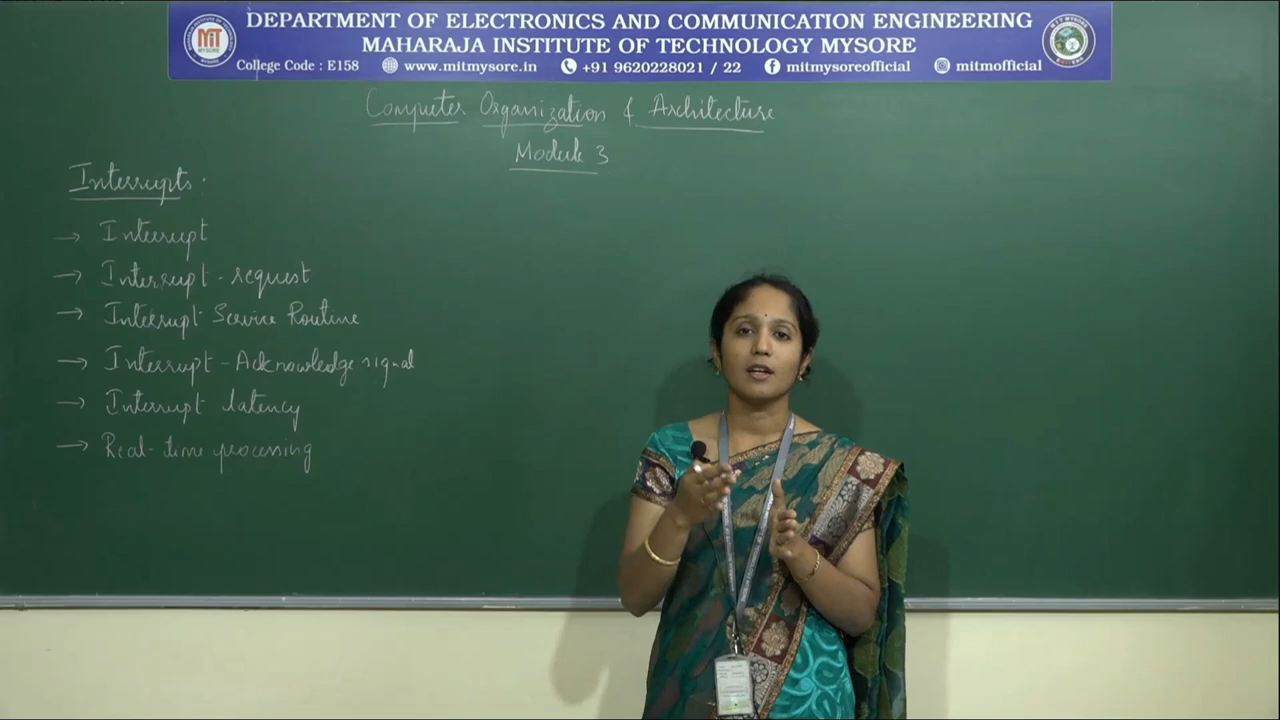 DEPARTMENT OF ELECTRONICS AND COMMUNICATION ENGINEERING
MAHARAJA INSTITUTE OF TECHNOLOGY MYSORE
College Code : E158 www.mitmysore.in +91 9620228021 / 22 mitmysoreofficial mitmofficial
MIT
MYSORE
Computer Organization & Architecture
Module 3
Interrupts.
→ Interrupt
→ Interrupt - request
→ Interrupt Service Routine
→ Interrupt - Acknowledge signal
→ Interrupt latency
→ Real-time processing